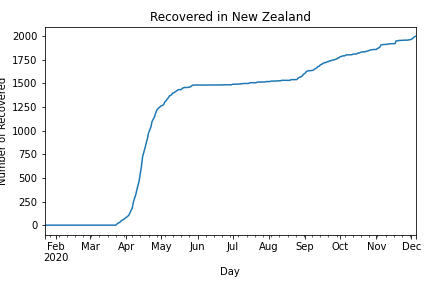 Recovered in New Zealand
Number of Recovered
2000
1750
1500
1250
1000
750
500
250
0
Feb Mar Apr May Jun Jul Aug Sep Oct Nov Dec
2020
Day